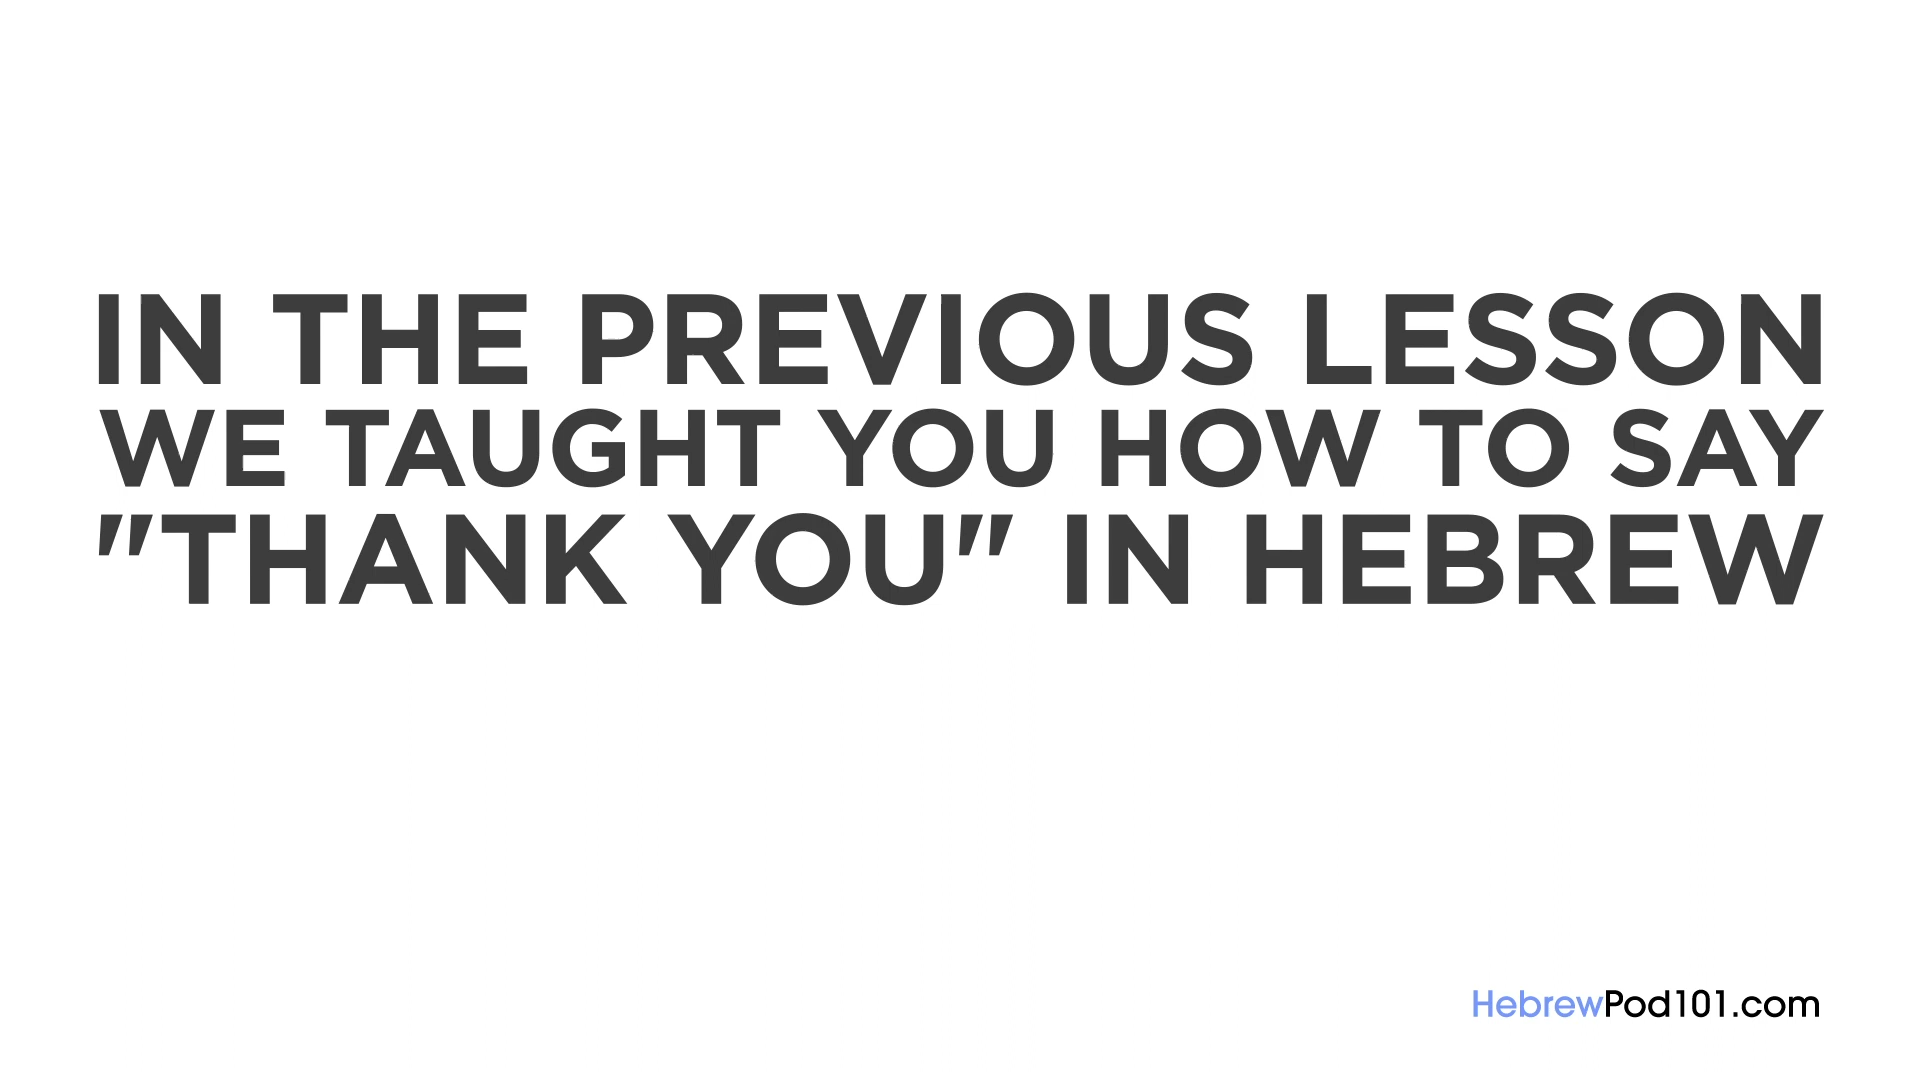 IN THE PREVIOUS LESSON
WE TAUGHT YOU HOW TO SAY
"THANK YOU" IN HEBREW
HebrewPod101.com